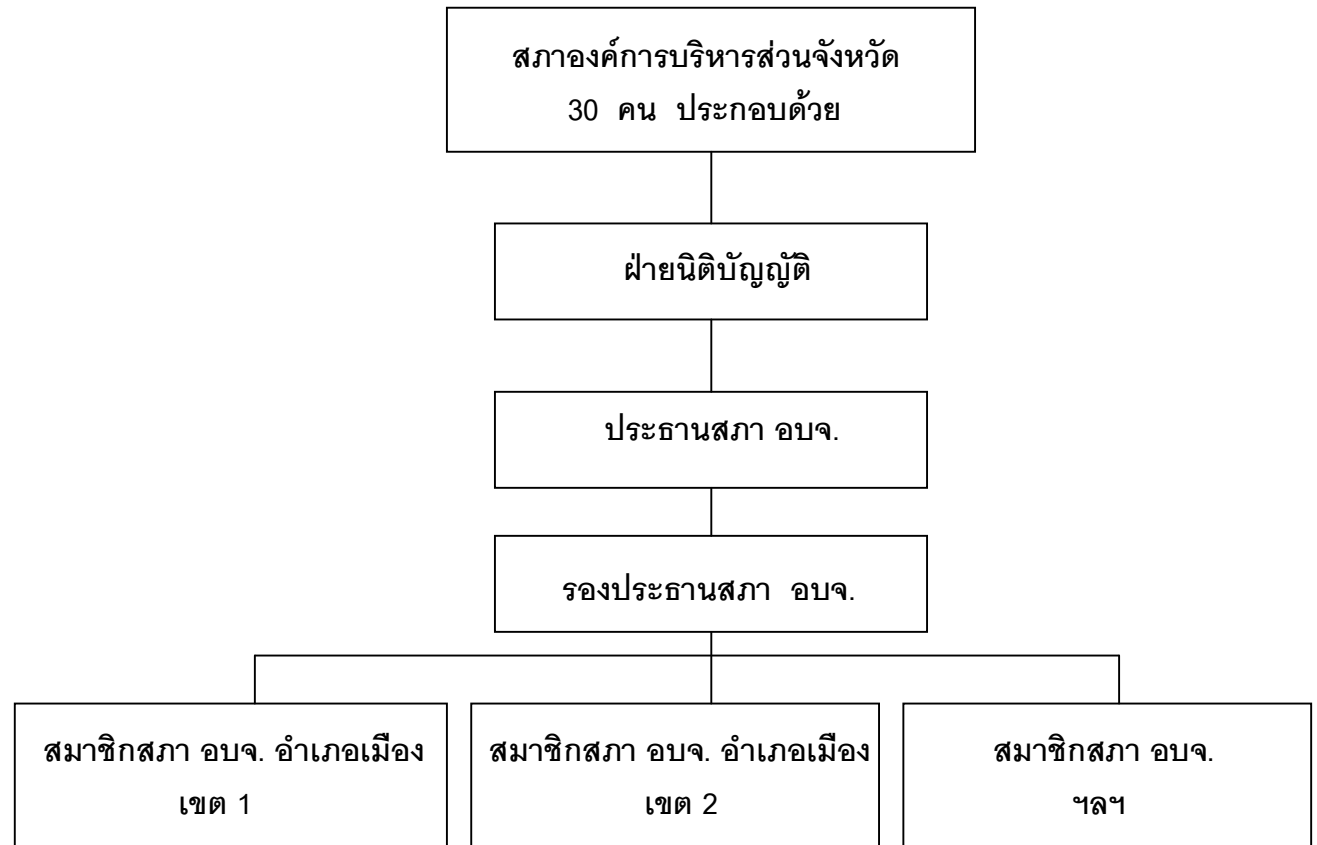 สภาองค์การบริหารส่วนจังหวัด
30 คน ประกอบด้วย
ฝ่ายนิติบัญญัติ
ประธานสภา อบจ.
รองประธานสภา อบจ.
สมาชิกสภา อบจ. อำเภอเมือง
เขต 1
สมาชิกสภา อบจ. อำเภอเมือง
เขต 2
สมาชิกสภา อบจ.
ฯลฯ